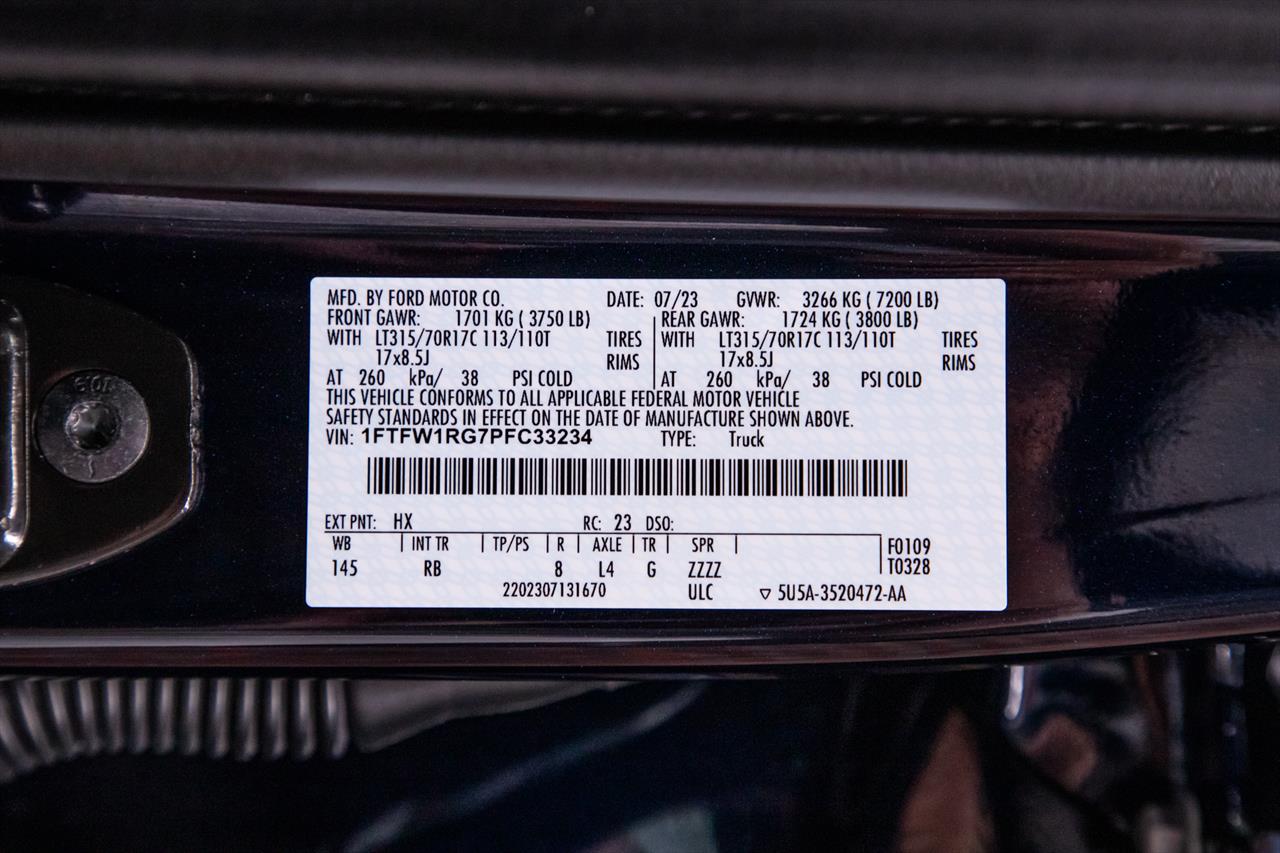 MFD. BY FORD MOTOR CO. DATE: 07/23 GVWR: 3266 KG ( 7200 LB)
FRONT GAWR: 1701 KG ( 3750 LB) REAR GAWR: 1724 KG ( 3800 LB)
WITH LT315/70R17C 113/110T TIRES WITH LT315/70R17C 113/110T TIRES
17x8.5J RIMS 17x8.5J RIMS
AT 260 kPa/ 38 PSI COLD AT 260 kPa/ 38 PSI COLD
THIS VEHICLE CONFORMS TO ALL APPLICABLE FEDERAL MOTOR VEHICLE
SAFETY STANDARDS IN EFFECT ON THE DATE OF MANUFACTURE SHOWN ABOVE.
VIN: 1FTFW1RG7PFC33234 TYPE: Truck
EXT PNT: HX RC: 23 DSO:
WB INT TR TP/PS R AXLE TR SPR F0109
145 RB 8 L4 G ZZZZ T0328
2202307131670 ULC ▽ 5U5A-3520472-AA